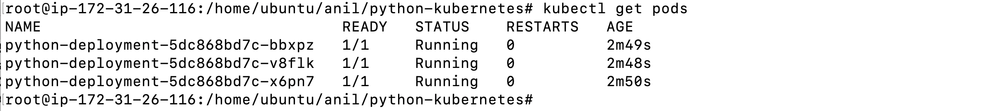 [root@ip-172-31-26-116:/home/ubuntu/anil/python-kubernetes# kubectl get pods
NAME READY STATUS RESTARTS AGE
python-deployment-5dc868bd7c-bbxpz 1/1 Running 0 2m49s
python-deployment-5dc868bd7c-v8flk 1/1 Running 0 2m48s
python-deployment-5dc868bd7c-x6pn7 1/1 Running 0 2m50s
[root@ip-172-31-26-116:/home/ubuntu/anil/python-kubernetes#